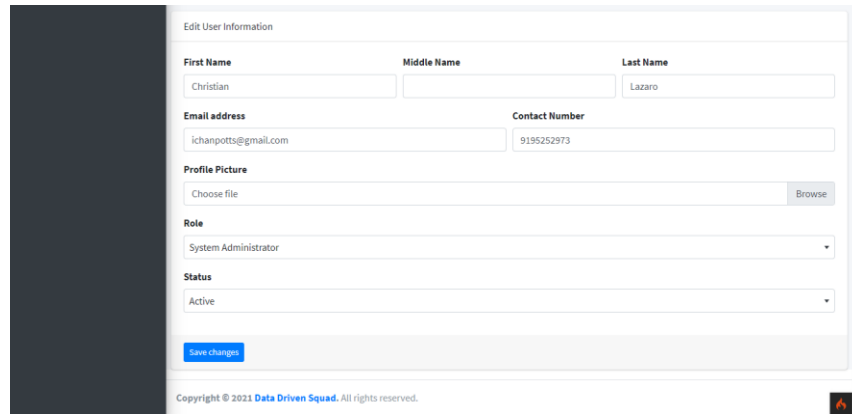 Edit User Information
First Name Middle Name Last Name
Christian Lazaro
Email address Contact Number
ichanpotts@gmail.com 9195252973
Profile Picture
Choose file Browse
Role
System Administrator
Status
Active
Save changes
Copyright © 2021 Data Driven Squad. All rights reserved.